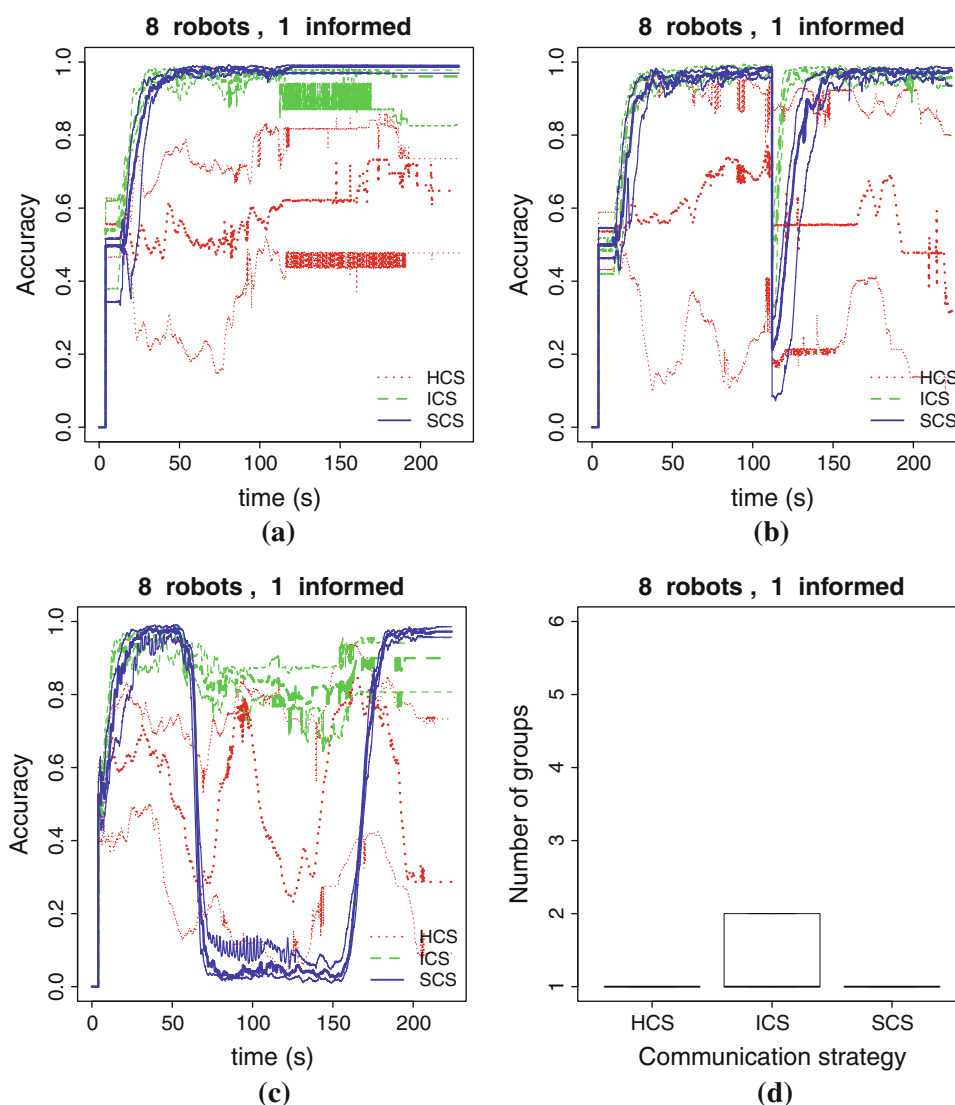 8 robots , 1 informed
Accuracy
0.0 0.2 0.4 0.6 0.8 1.0
HCS
ICS
SCS
0 50 100 150 200
time (s)
(a)
8 robots , 1 informed
Accuracy
0.0 0.2 0.4 0.6 0.8 1.0
HCS
ICS
SCS
0 50 100 150 200
time (s)
(b)
8 robots , 1 informed
Accuracy
0.0 0.2 0.4 0.6 0.8 1.0
HCS
ICS
SCS
0 50 100 150 200
time (s)
(c)
8 robots , 1 informed
Number of groups
1 2 3 4 5 6
HCS ICS SCS
Communication strategy
(d)